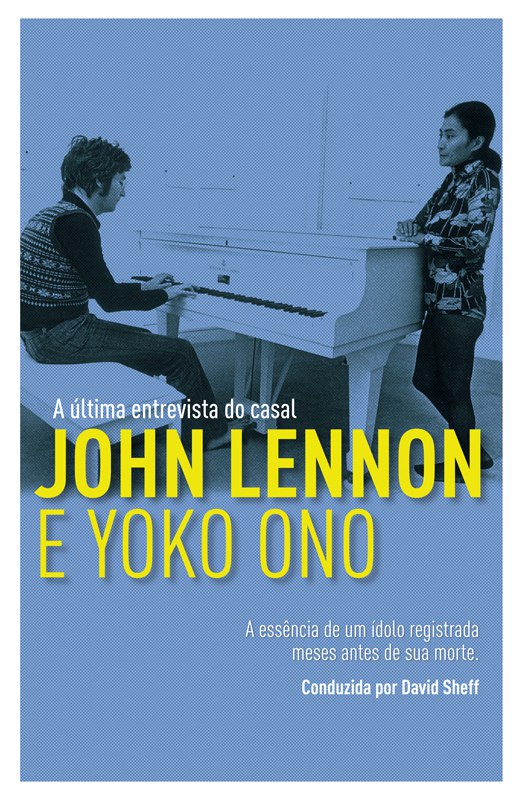 A última entrevista do casal
JOHN LENNON
E YOKO ONO
A essência de um ídolo registrada
meses antes de sua morte.
Conduzida por David Sheff